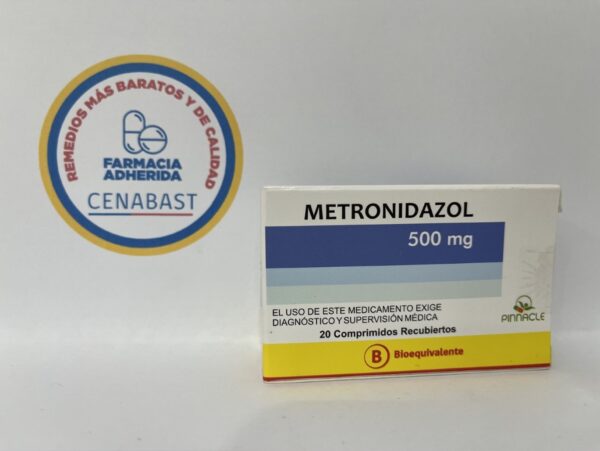 REMEDIOS MÁS BARATOS Y DE CALIDAD
FARMACIA
ADHERIDA
CENABAST
METRONIDAZOL
500 mg
EL USO DE ESTE MEDICAMENTO EXIGE
DIAGNÓSTICO Y SUPERVISIÓN MÉDICA
20 Comprimidos Recubiertos
PINNACLE
B Bioequivalente